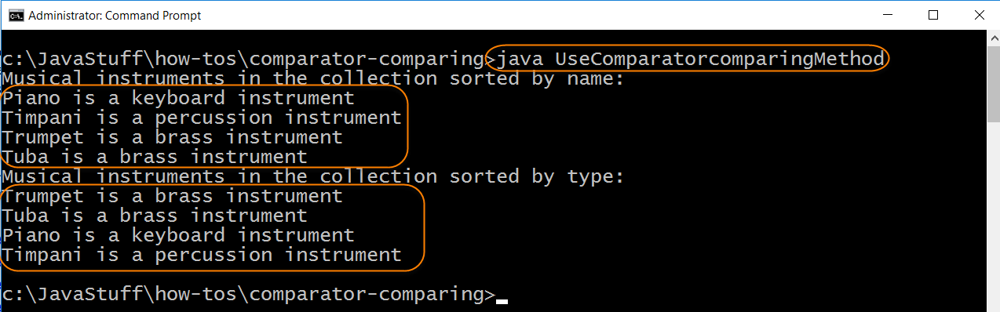 Administrator: Command Prompt
c:\JavaStuff\how-tos\comparator-comparing>java UseComparatorcomparingMethod
Musical instruments in the collection sorted by name:
Piano is a keyboard instrument
Timpani is a percussion instrument
Trumpet is a brass instrument
Tuba is a brass instrument
Musical instruments in the collection sorted by type:
Trumpet is a brass instrument
Tuba is a brass instrument
Piano is a keyboard instrument
Timpani is a percussion instrument
c:\JavaStuff\how-tos\comparator-comparing>